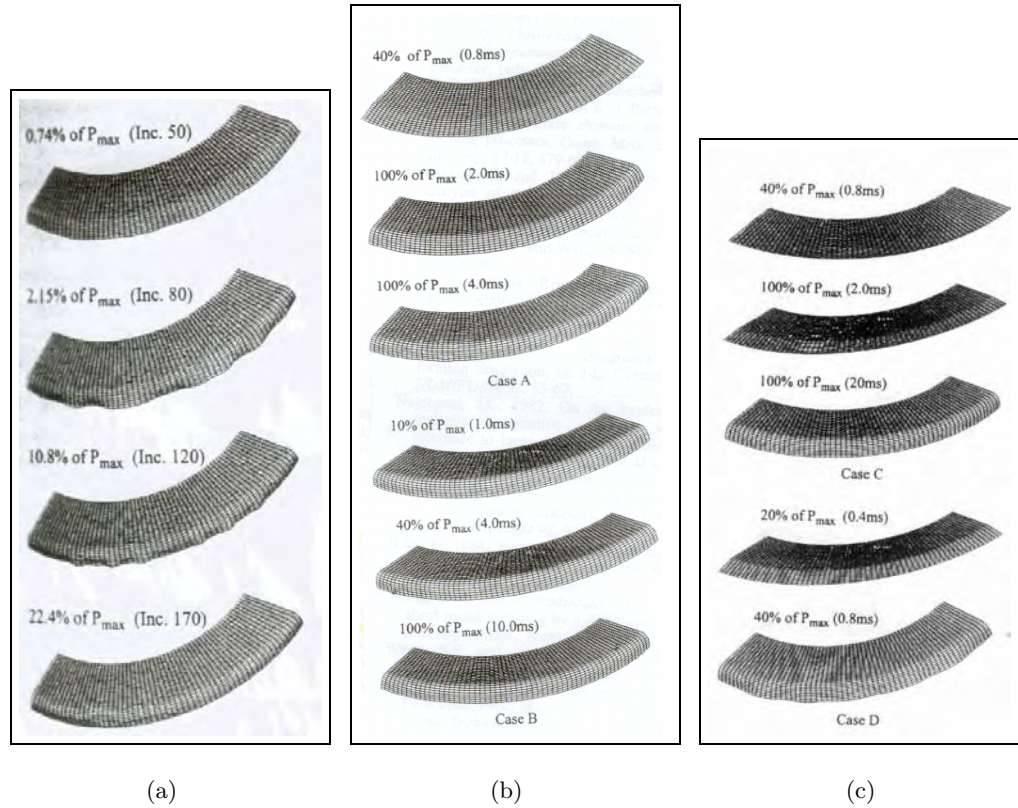 0.74% of Pmax (Inc. 50)
2.15% of Pmax (Inc. 80)
10.8% of Pmax (Inc. 120)
22.4% of Pmax (Inc. 170)
(a)
40% of Pmax (0.8ms)
100% of Pmax (2.0ms)
100% of Pmax (4.0ms)
Case A
10% of Pmax (1.0ms)
40% of Pmax (4.0ms)
100% of Pmax (10.0ms)
Case B
(b)
40% of Pmax (0.8ms)
100% of Pmax (2.0ms)
100% of Pmax (20ms)
Case C
20% of Pmax (0.4ms)
40% of Pmax (0.8ms)
Case D
(c)